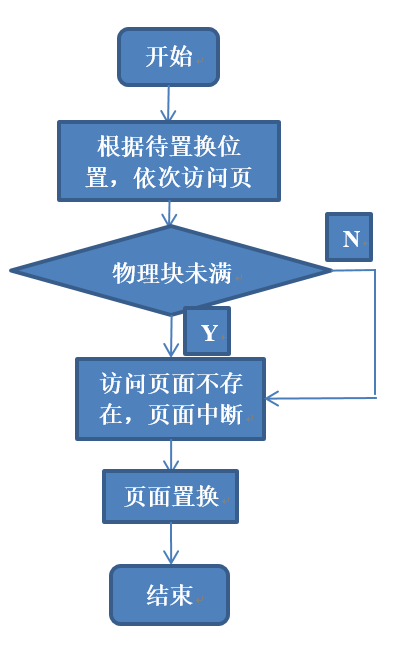 开始
根据待置换位
置，依次访问页
N
物理块未满
Y
访问页面不存
在，页面中断
页面置换
结束